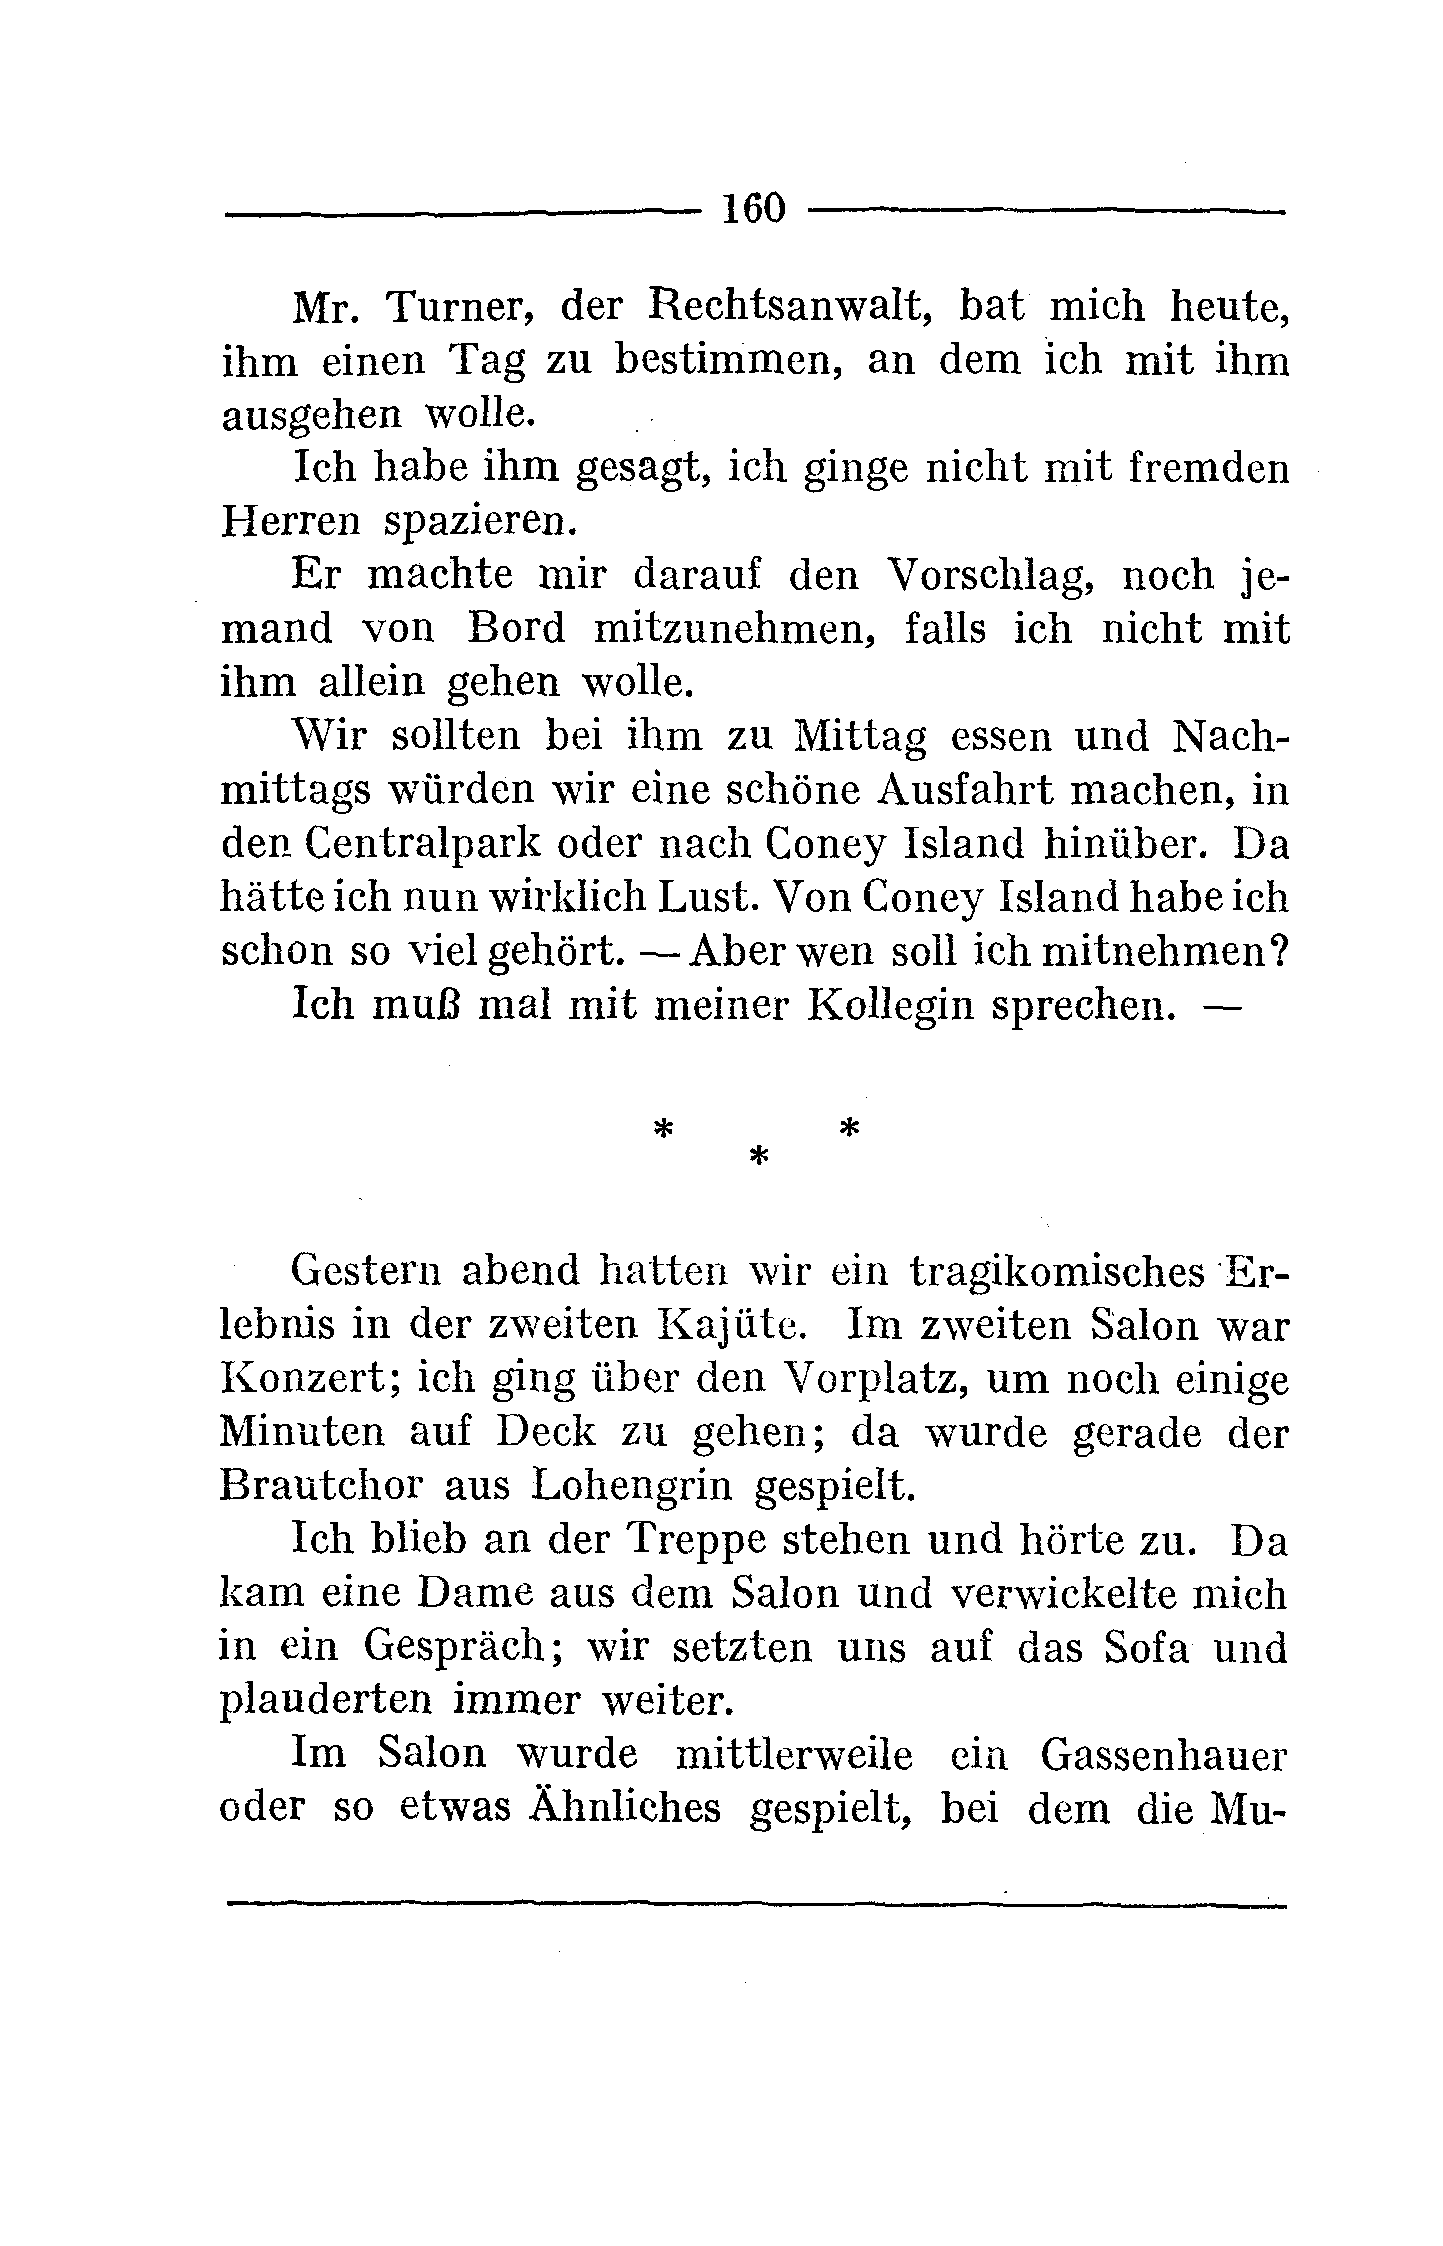 160
Mr. Turner, der Rechtsanwalt, bat mich heute,
ihm einen Tag zu bestimmen, an dem ich mit ihm
ausgehen wolle.
Ich habe ihm gesagt, ich ginge nicht mit fremden
Herren spazieren.
Er machte mir darauf den Vorschlag, noch je-
mand von Bord mitzunehmen, falls ich nicht mit
ihm allein gehen wolle.
Wir sollten bei ihm zu Mittag essen und Nach-
mittags würden wir eine schöne Ausfahrt machen, in
den Centralpark oder nach Coney Island hinüber. Da
hätte ich nun wirklich Lust. Von Coney Island habe ich
schon so viel gehört. — Aber wen soll ich mitnehmen?
Ich muß mal mit meiner Kollegin sprechen. —
* *
*
Gestern abend hatten wir ein tragikomisches Er-
lebnis in der zweiten Kajüte. Im zweiten Salon war
Konzert; ich ging über den Vorplatz, um noch einige
Minuten auf Deck zu gehen; da wurde gerade der
Brautchor aus Lohengrin gespielt.
Ich blieb an der Treppe stehen und hörte zu. Da
kam eine Dame aus dem Salon und verwickelte mich
in ein Gespräch; wir setzten uns auf das Sofa und
plauderten immer weiter.
Im Salon wurde mittlerweile ein Gassenhauer
oder so etwas Ähnliches gespielt, bei dem die Mu-